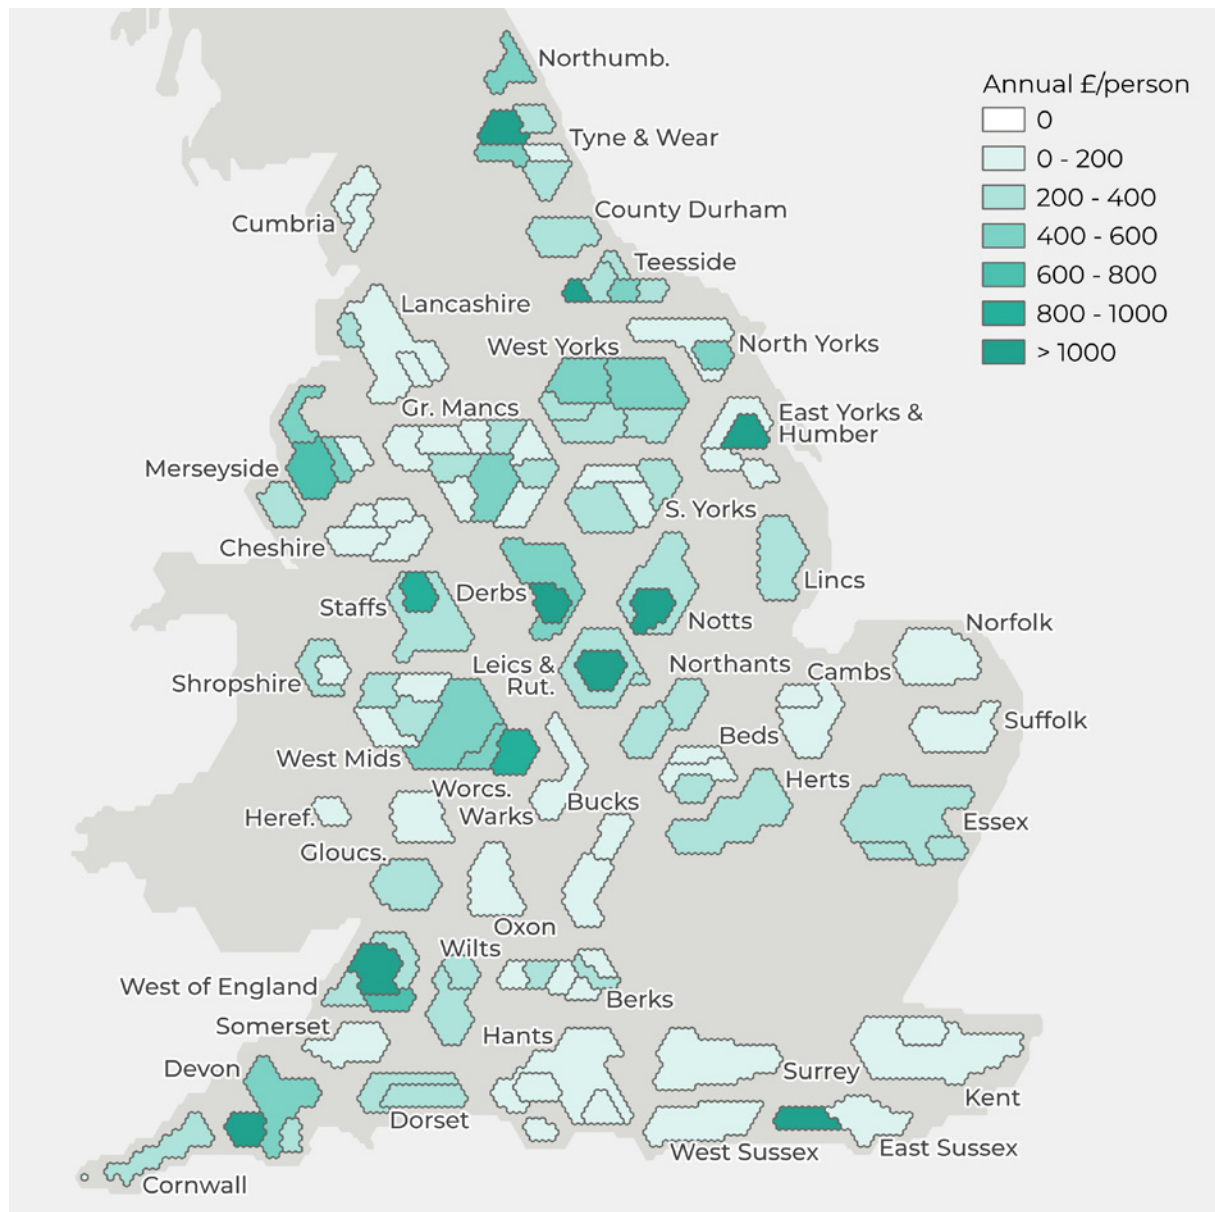 Northumb.
Annual £/person
0
0 - 200
200 - 400
400 - 600
600 - 800
800 - 1000
> 1000
Tyne & Wear
County Durham
Cumbria
Teesside
Lancashire
West Yorks
North Yorks
Gr. Mancs
East Yorks &
Humber
Merseyside
S. Yorks
Cheshire
Lincs
Derbs
Staffs
Notts
Norfolk
Leics &
Rut.
Northants
Cambs
Shropshire
Suffolk
Beds
West Mids
Herts
Worcs.
Warks
Bucks
Heref.
Essex
Gloucs.
Oxon
Wilts
West of England
Berks
Somerset
Hants
Devon
Surrey
Kent
Dorset
East Sussex
West Sussex
Cornwall